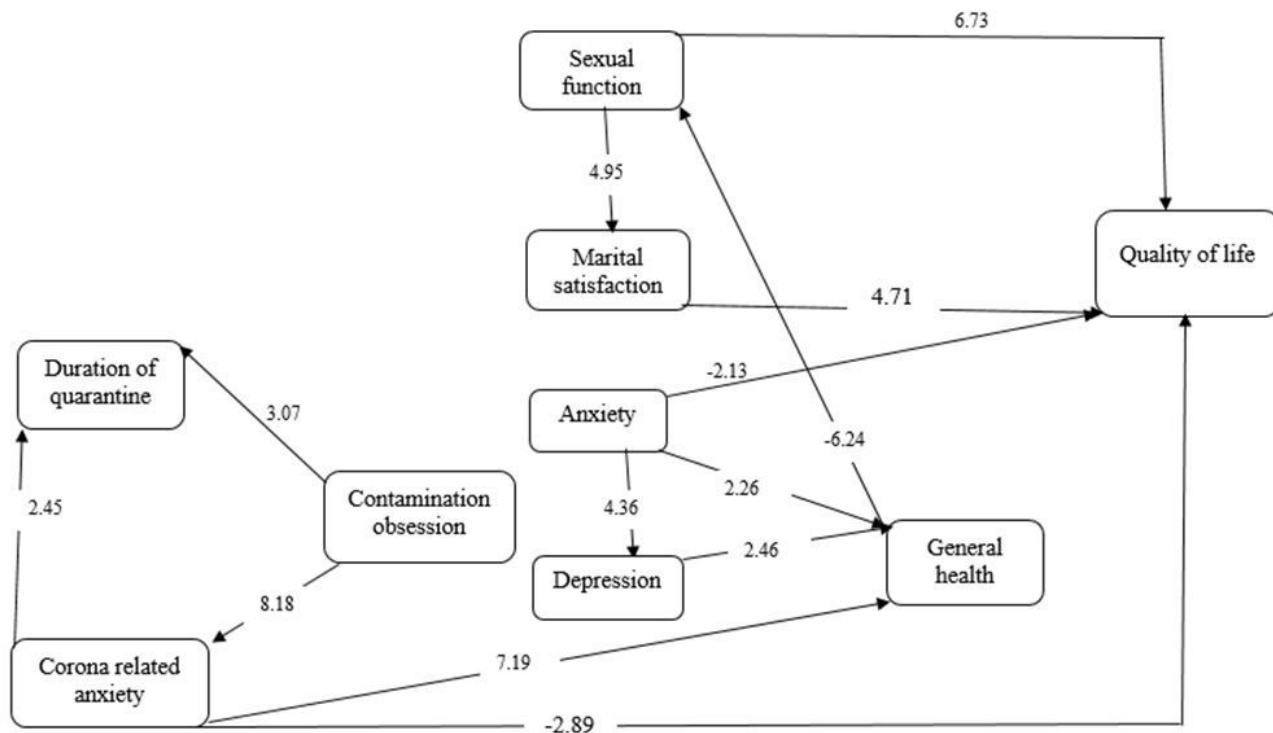 6.73
Sexual
function
4.95
Marital
satisfaction
4.71
Quality of life
Duration of
quarantine
3.07
-2.13
Anxiety
-6.24
2.45
Contamination
obsession
4.36
2.26
Depression
2.46
General
health
8.18
Corona related
anxiety
7.19
-2.89